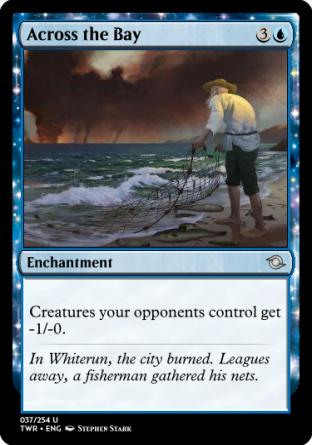 Across the Bay 3
Enchantment
Creatures your opponents control get
-1/-0.
In Whiterun, the city burned. Leagues
away, a fisherman gathered his nets.
037/254 U
TWR • ENG Stephen Stark